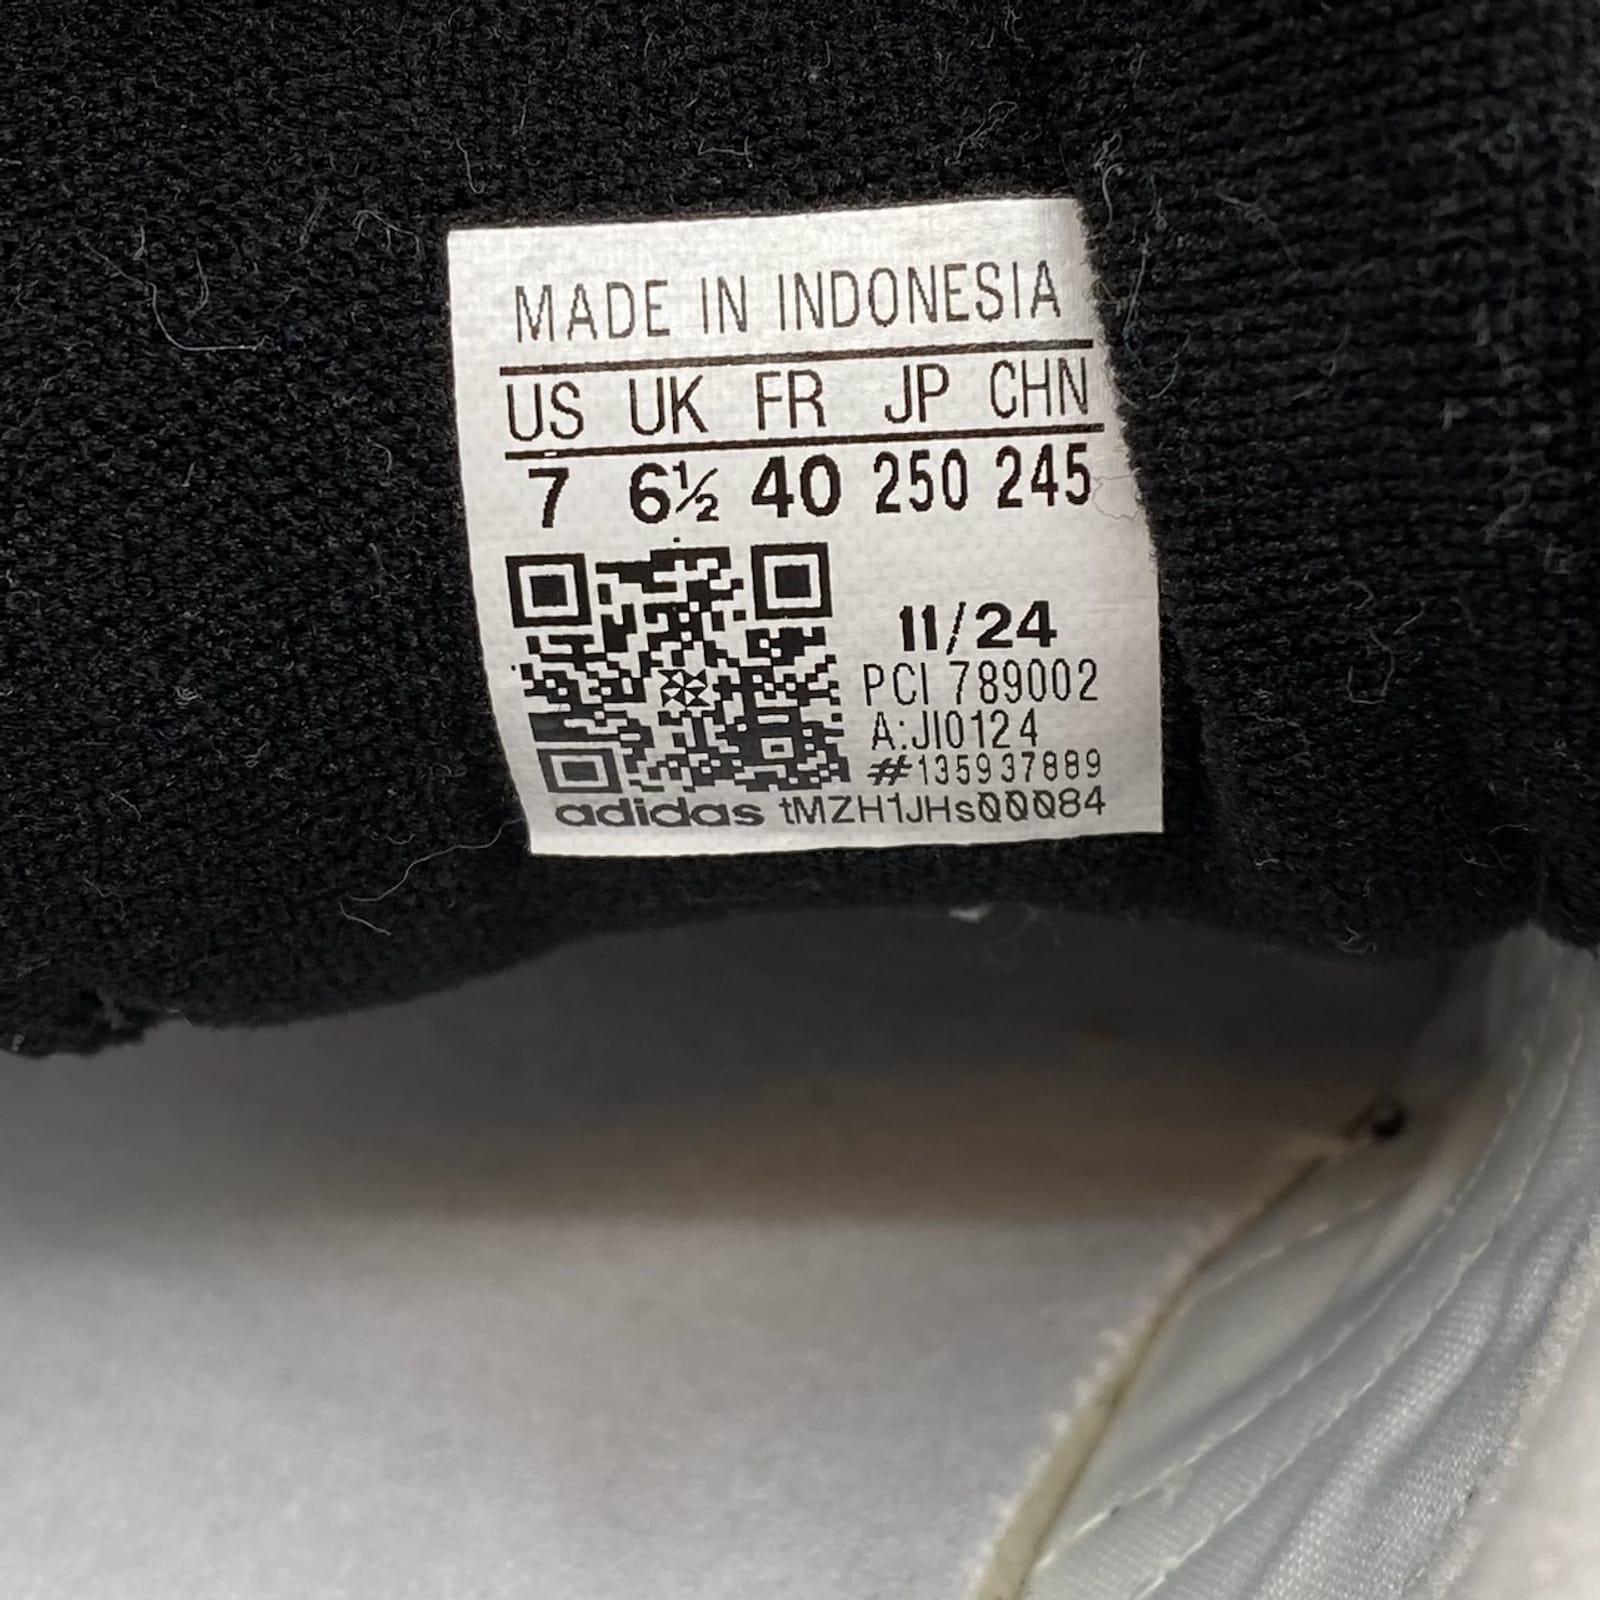 MADE IN INDONESIA
US UK FR JP CHN
7 6½ 40 250 245
11/24
PCI 789002
A:JI0124
#135937889
adidas tMZH1JHs00084